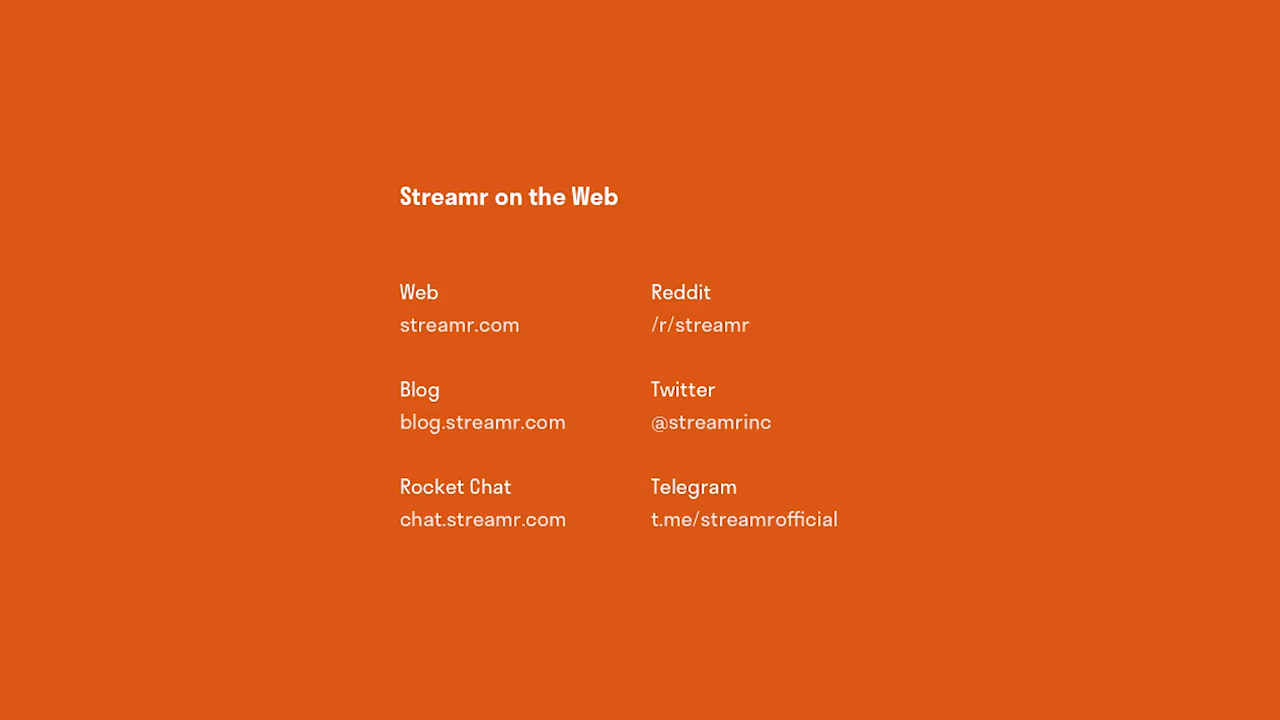 Streamr on the Web
Web
streamr.com
Blog
blog.streamr.com
Rocket Chat
chat.streamr.com
Reddit
/r/streamr
Twitter
@streamrinc
Telegram
t.me/streamrofficial